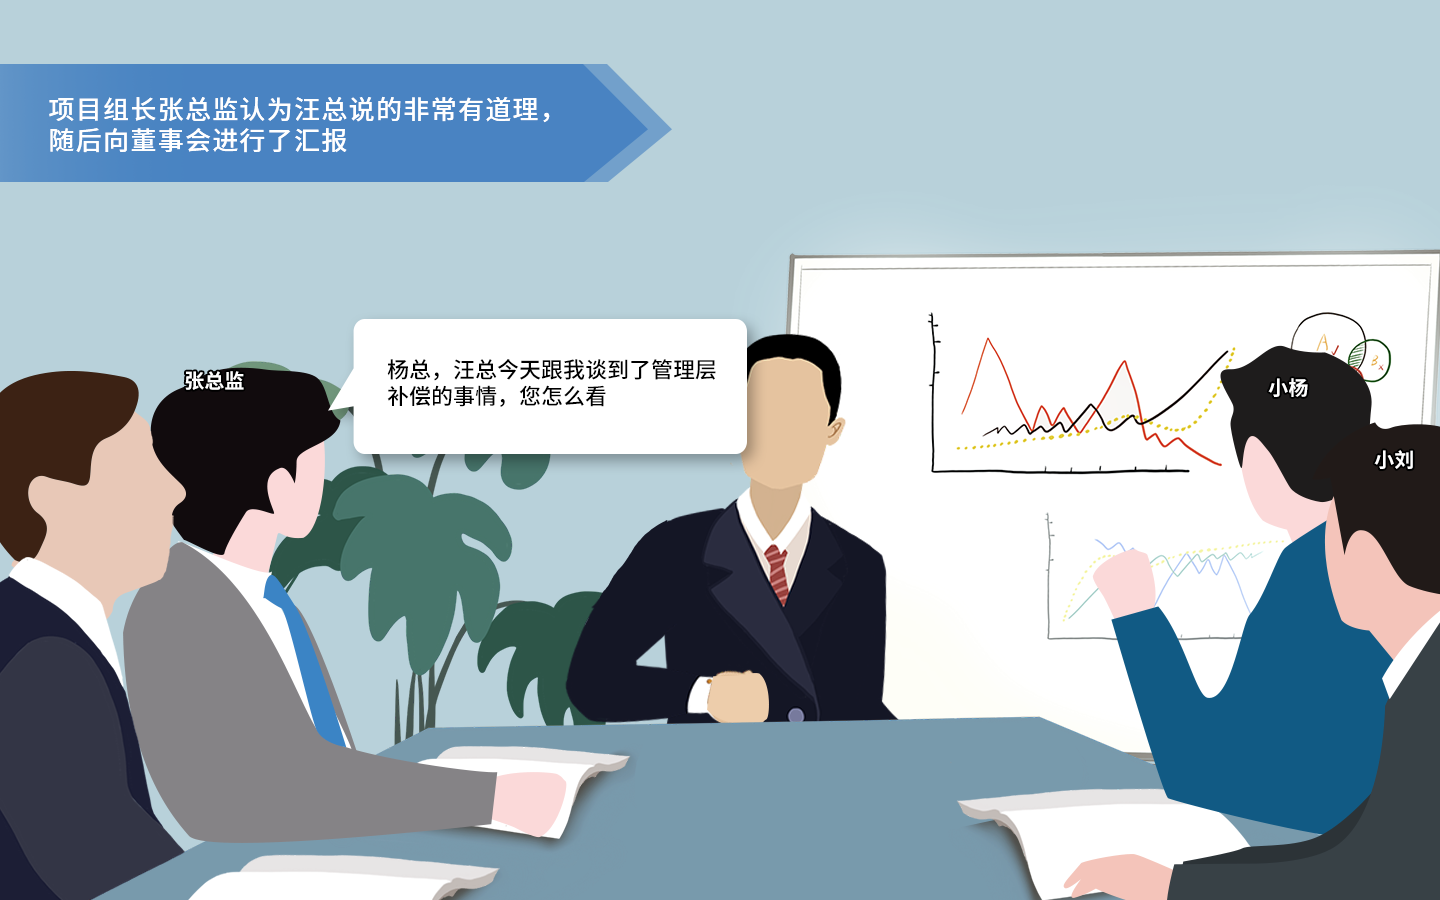 项目组长张总监认为汪总说的非常有道理，
随后向董事会进行了汇报
杨总，汪总今天跟我谈到了管理层
补偿的事情，您怎么看
张总监
小杨
小刘
A
B